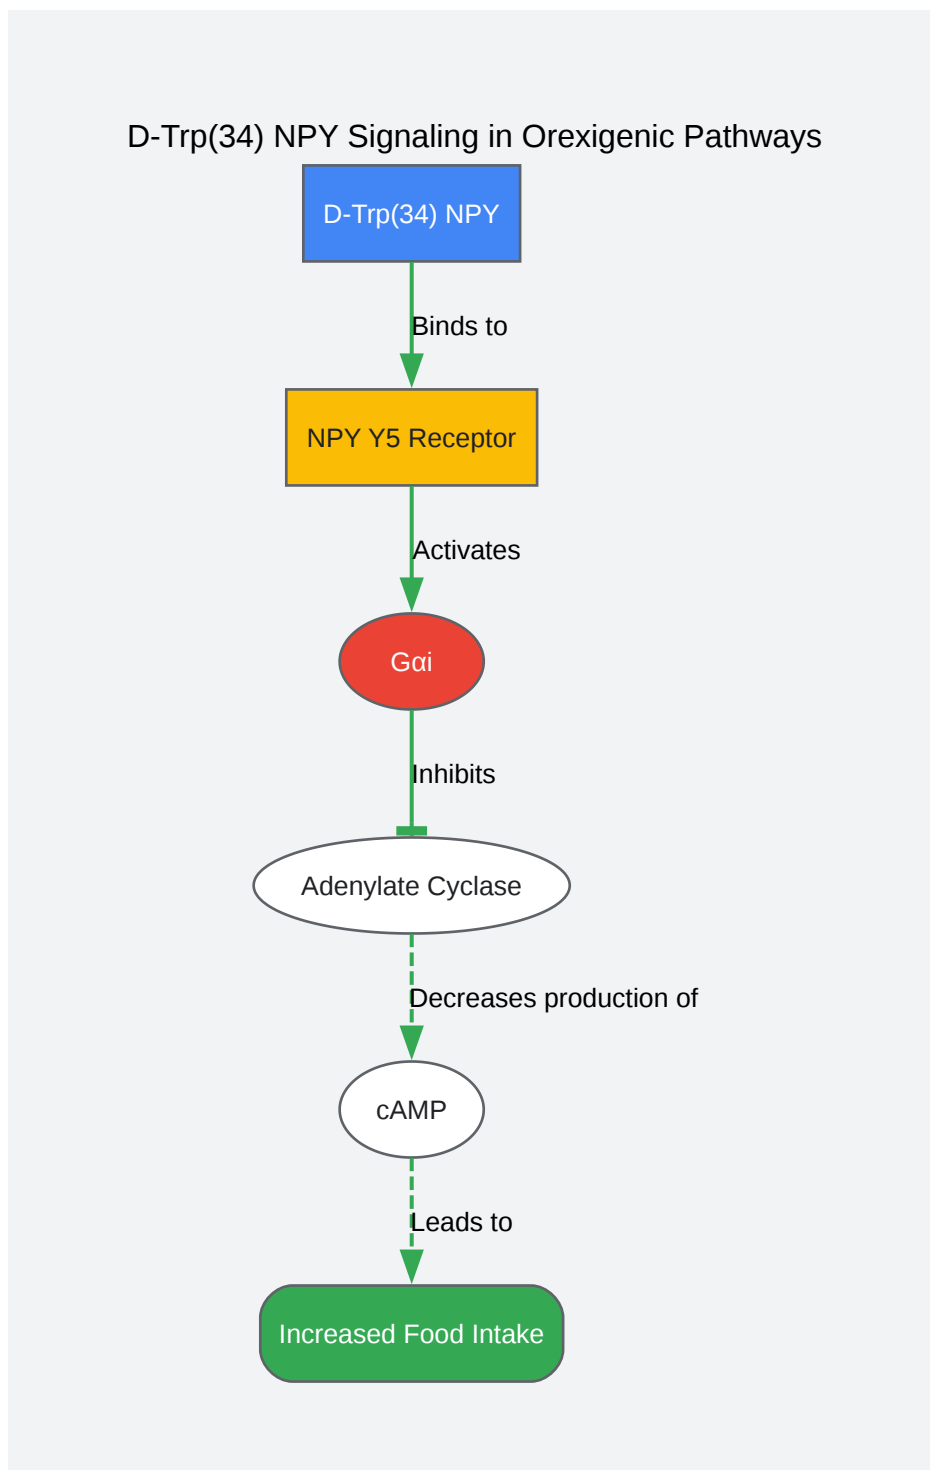 D-Trp(34) NPY Signaling in Orexigenic Pathways
D-Trp(34) NPY
Binds to
NPY Y5 Receptor
Activates
Gαi
Inhibits
Adenylate Cyclase
Decreases production of
cAMP
Leads to
Increased Food Intake